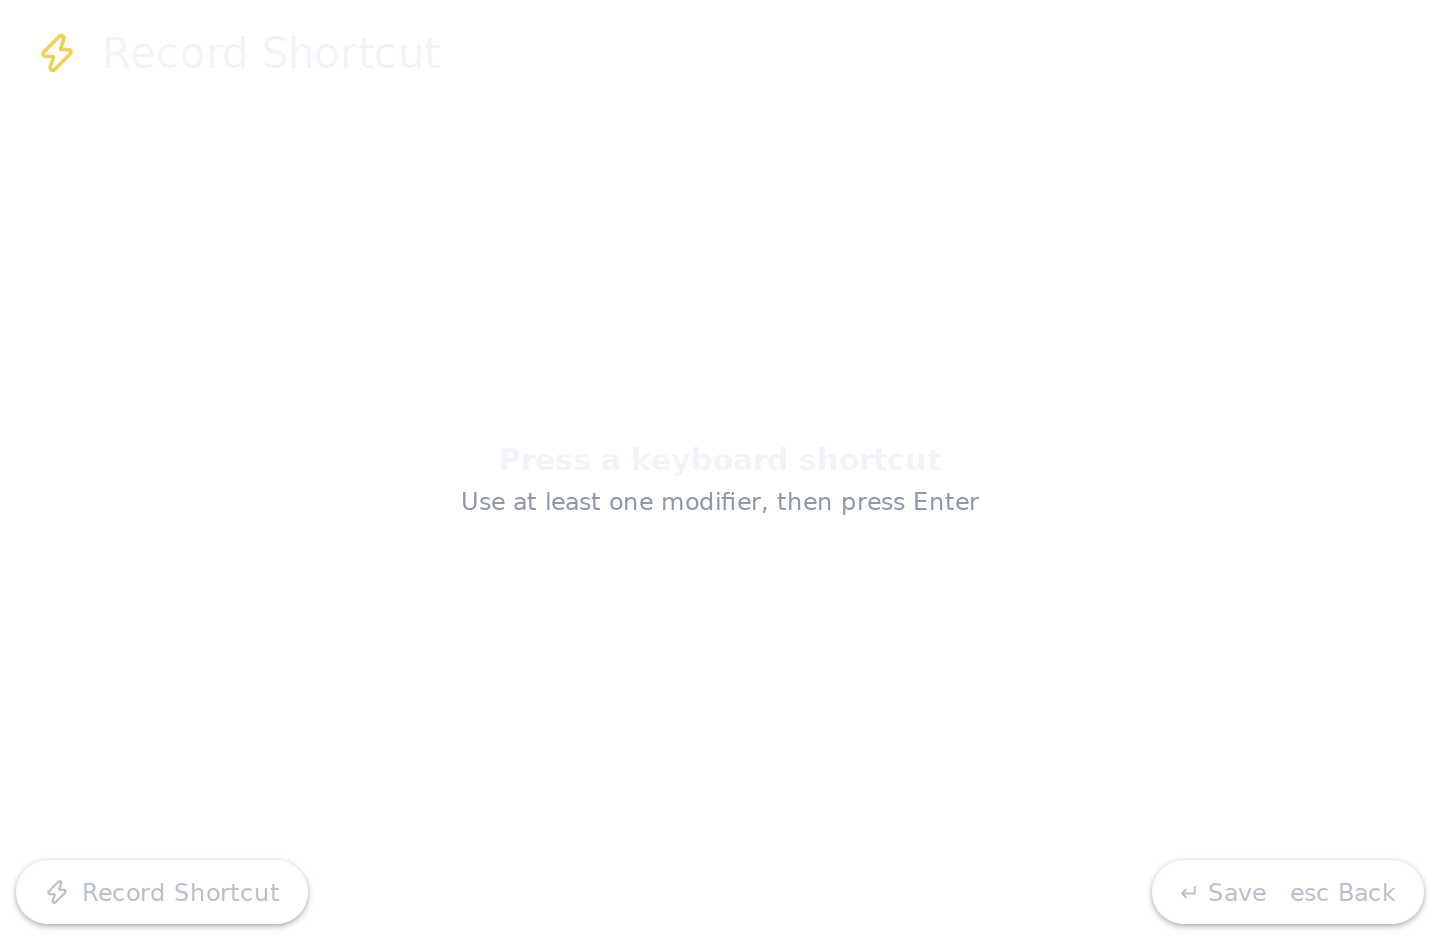 Record Shortcut
Press a keyboard shortcut
Use at least one modifier, then press Enter
Record Shortcut
↵ Save esc Back